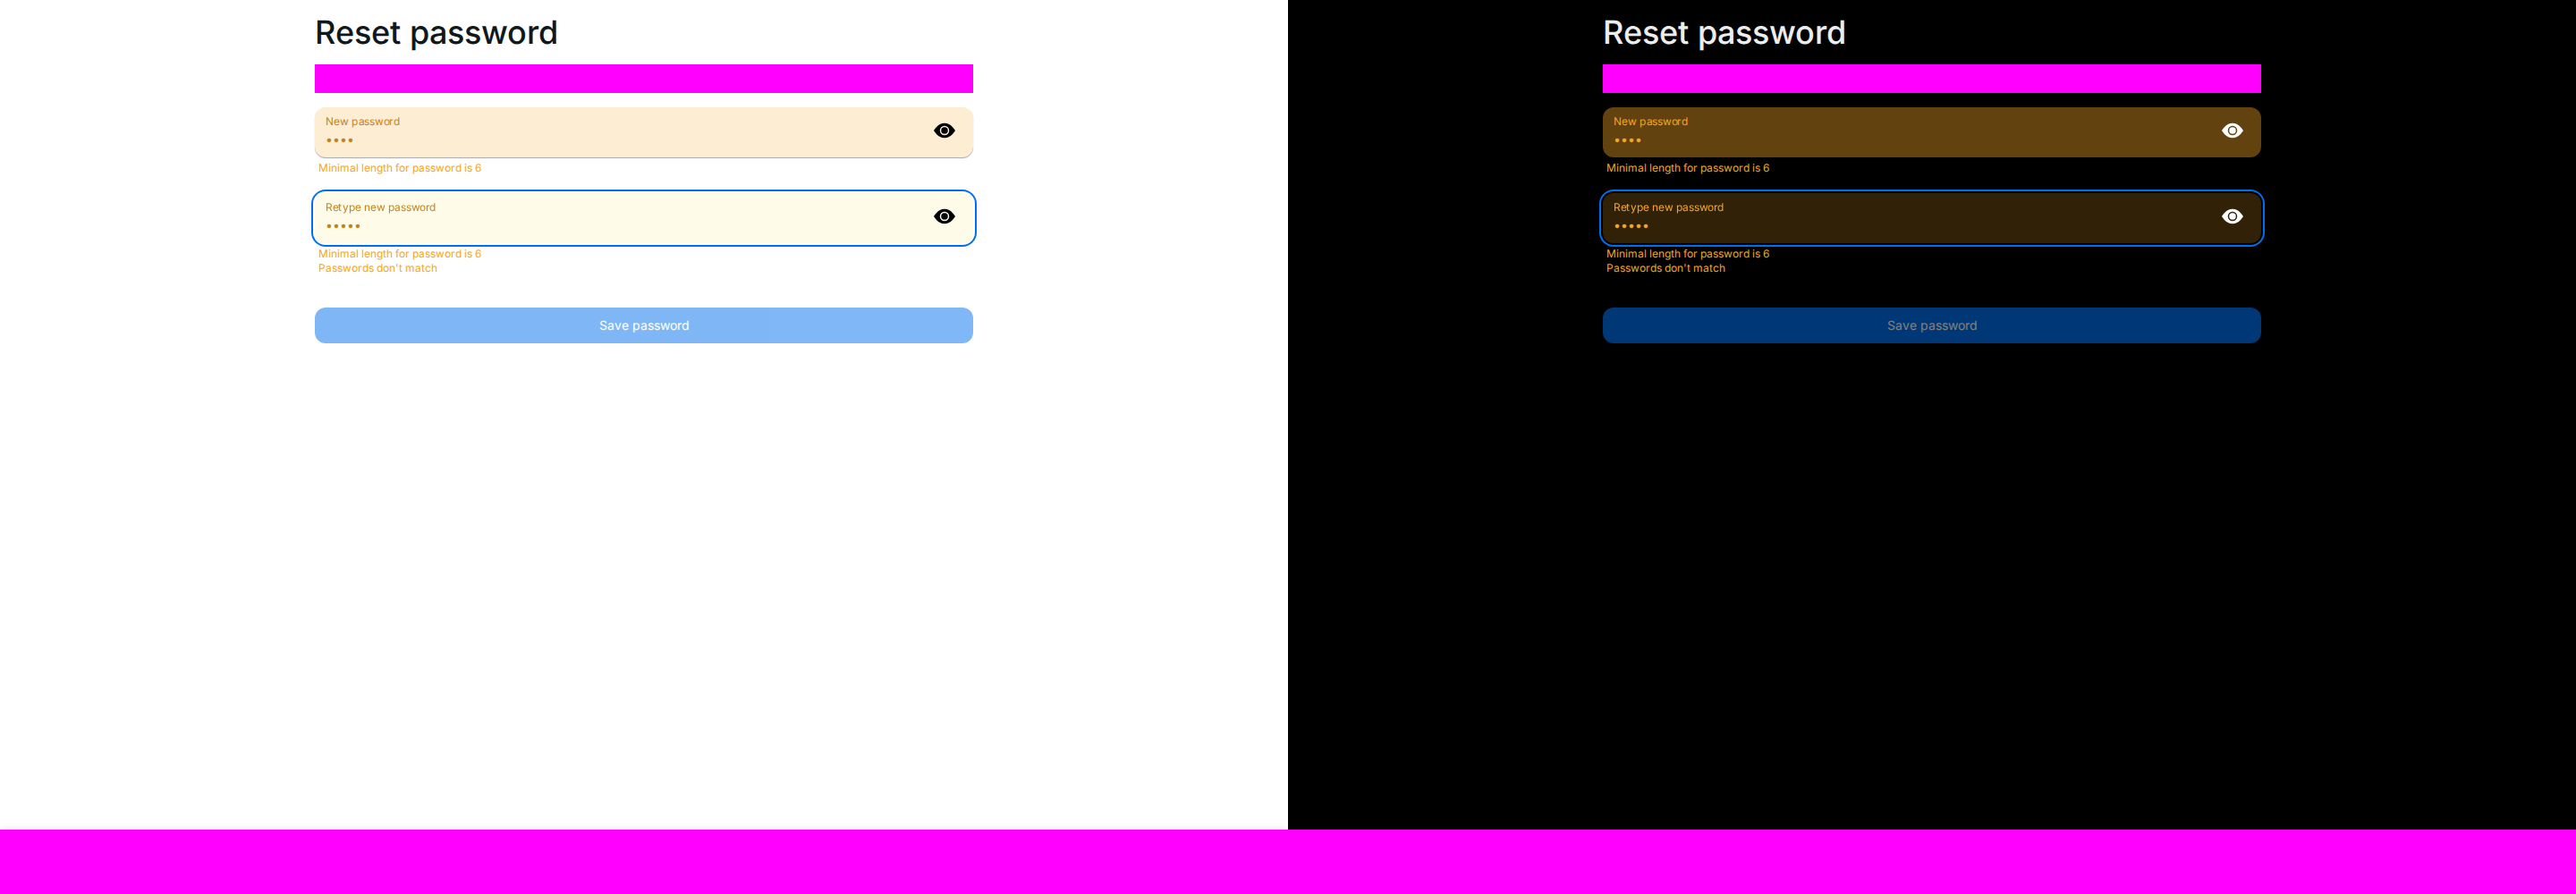 Reset password
New password
••••
Minimal length for password is 6
Retype new password
•••••
Minimal length for password is 6
Passwords don't match
Save password
Reset password
New password
••••
Minimal length for password is 6
Retype new password
•••••
Minimal length for password is 6
Passwords don't match
Save password